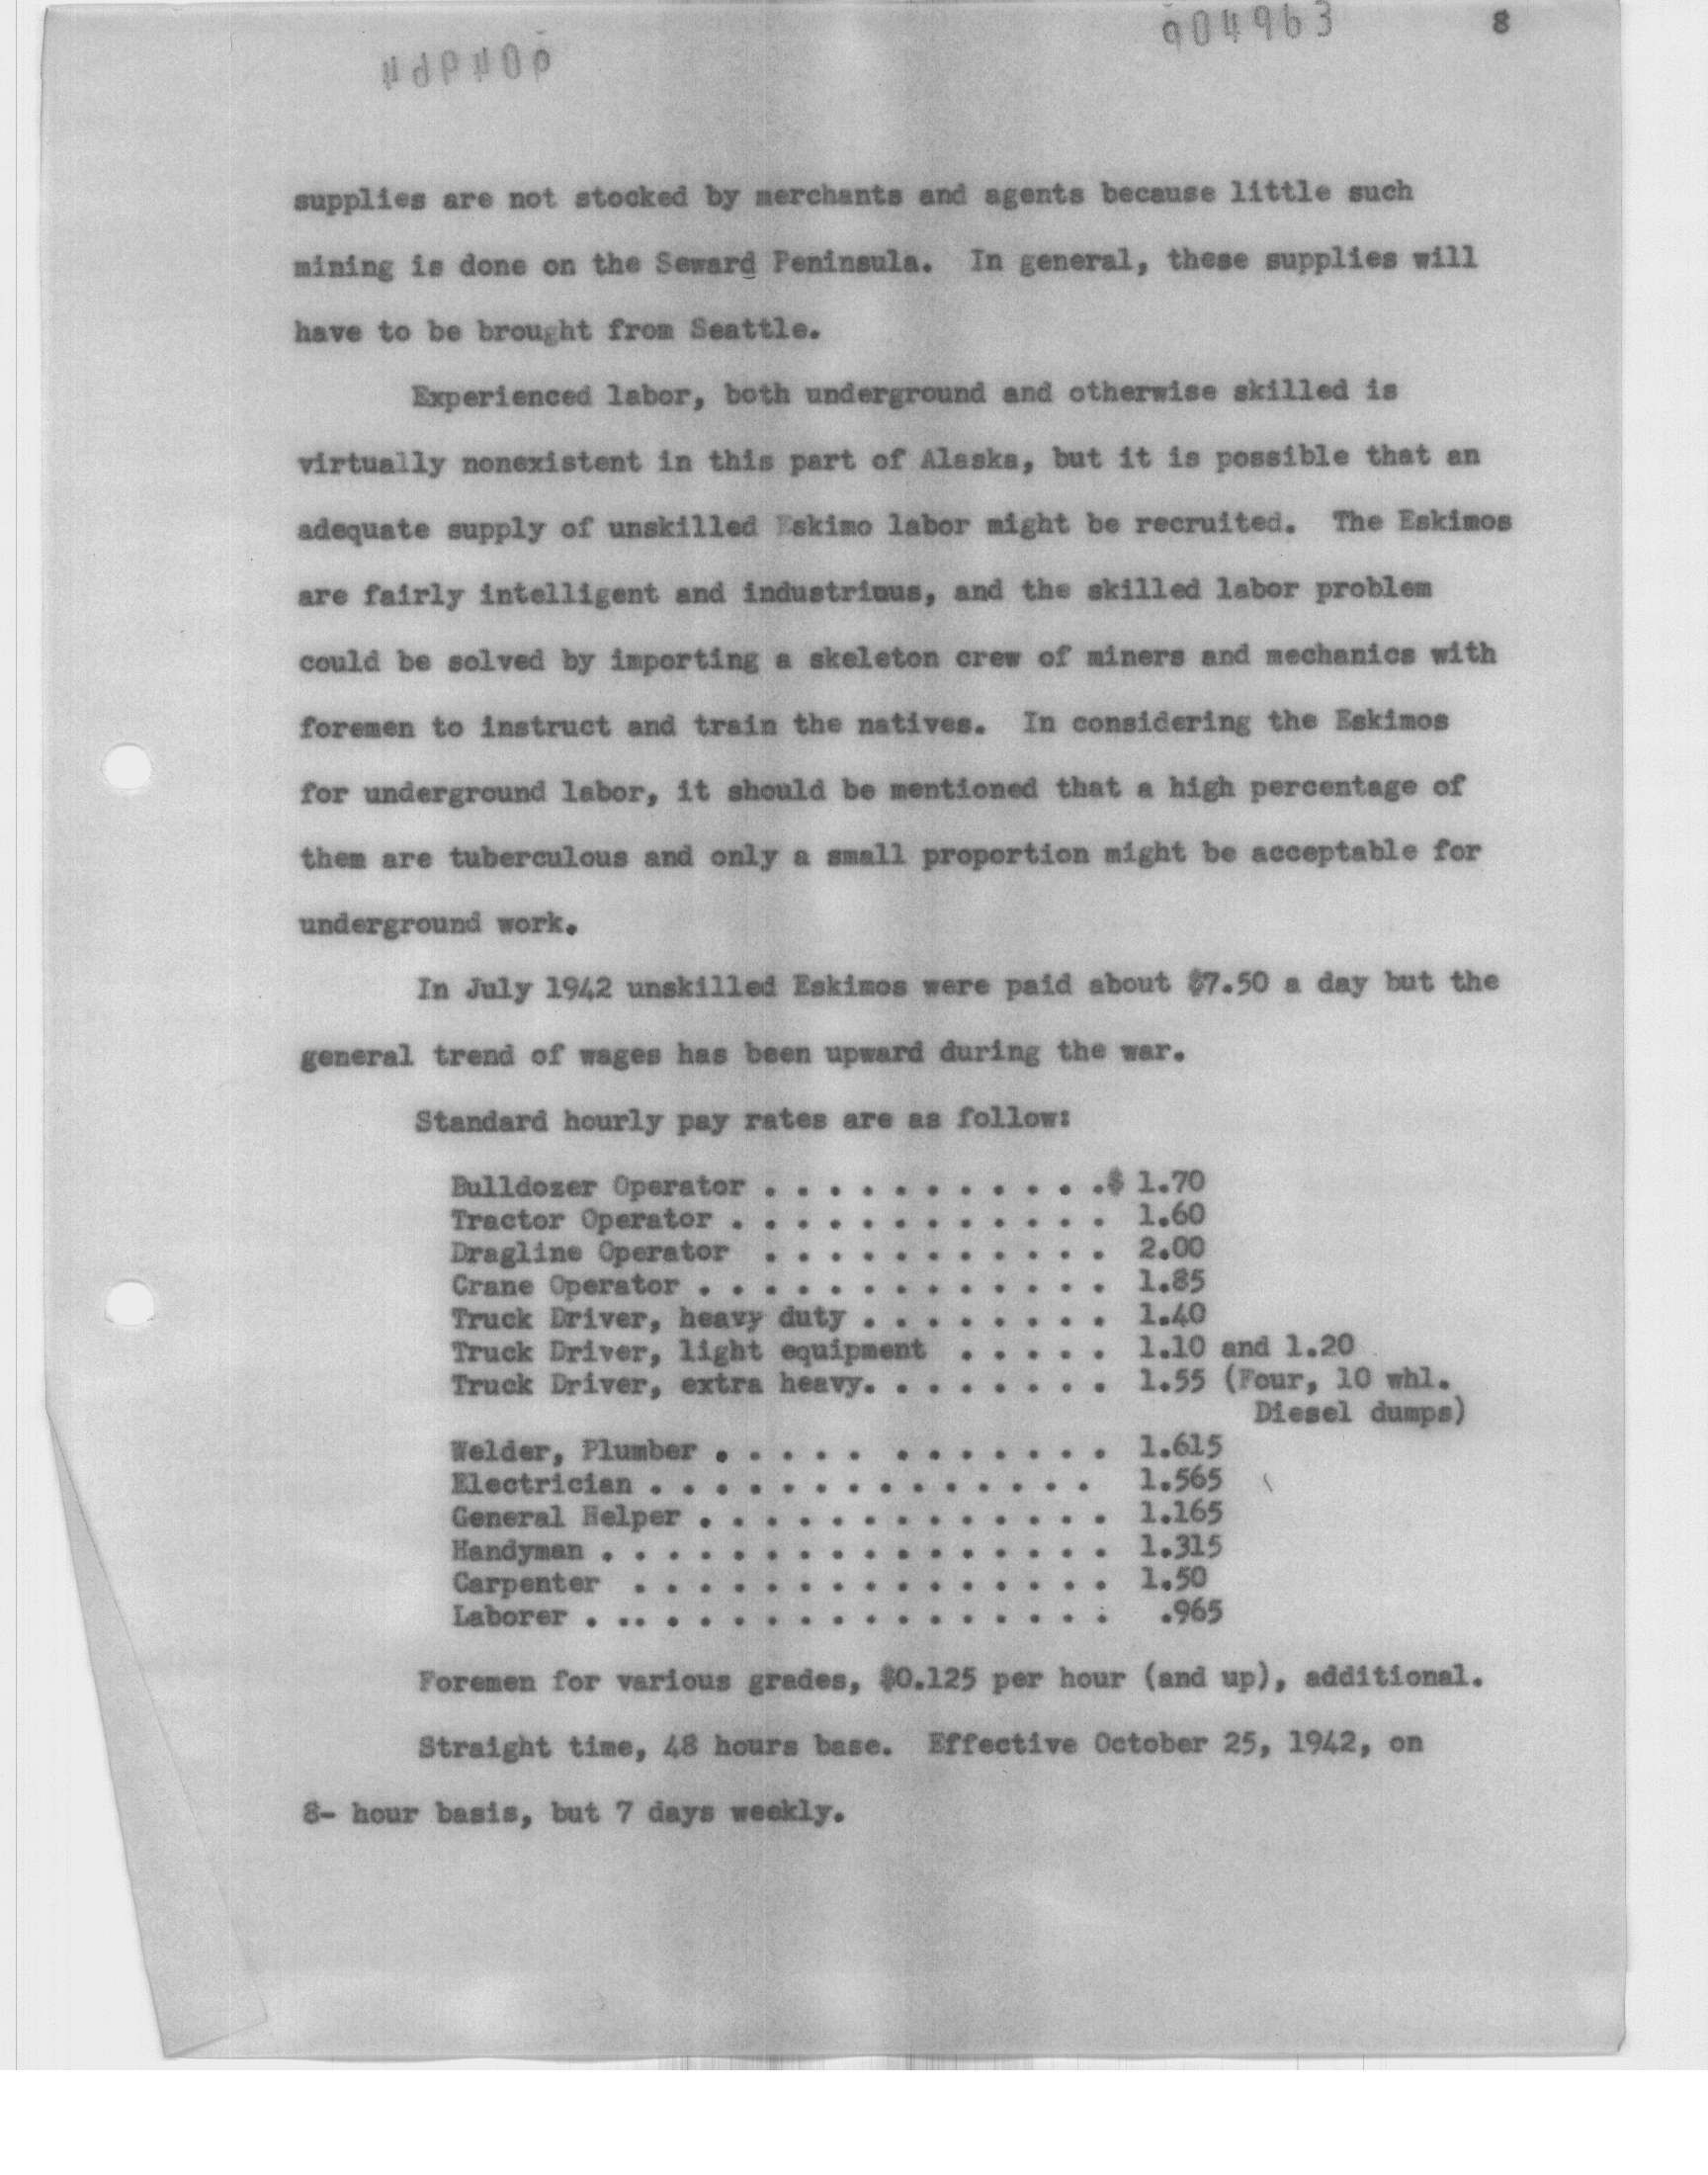 904963
8
supplies are not stocked by merchants and agents because little such
mining is done on the Seward Peninsula. In general, these supplies will
have to be brought from Seattle.
Experienced labor, both underground and otherwise skilled is
virtually nonexistent in this part of Alaska, but it is possible that an
adequate supply of unskilled Eskimo labor might be recruited. The Eskimos
are fairly intelligent and industrious, and the skilled labor problem
could be solved by importing a skeleton crew of miners and mechanics with
foremen to instruct and train the natives. In considering the Eskimos
for underground labor, it should be mentioned that a high percentage of
them are tuberculous and only a small proportion might be acceptable for
underground work.
In July 1942 unskilled Eskimos were paid about $7.50 a day but the
general trend of wages has been upward during the war.
Standard hourly pay rates are as follow:
Bulldozer Operator . . . . . . . . . . .$ 1.70
Tractor Operator . . . . . . . . . . . . 1.60
Dragline Operator . . . . . . . . . . . 2.00
Crane Operator . . . . . . . . . . . . . 1.85
Truck Driver, heavy duty . . . . . . . . 1.40
Truck Driver, light equipment . . . . . 1.10 and 1.20
Truck Driver, extra heavy. . . . . . . . 1.55 (Four, 10 whl.
Diesel dumps)
Welder, Plumber . . . . . . . . . . . . 1.615
Electrician . . . . . . . . . . . . . . 1.565
General Helper . . . . . . . . . . . . . 1.165
Handyman . . . . . . . . . . . . . . . . 1.315
Carpenter . . . . . . . . . . . . . . . 1.50
Laborer . .. . . . . . . . . . . . . . . .965
Foremen for various grades, $0.125 per hour (and up), additional.
Straight time, 48 hours base. Effective October 25, 1942, on
8- hour basis, but 7 days weekly.